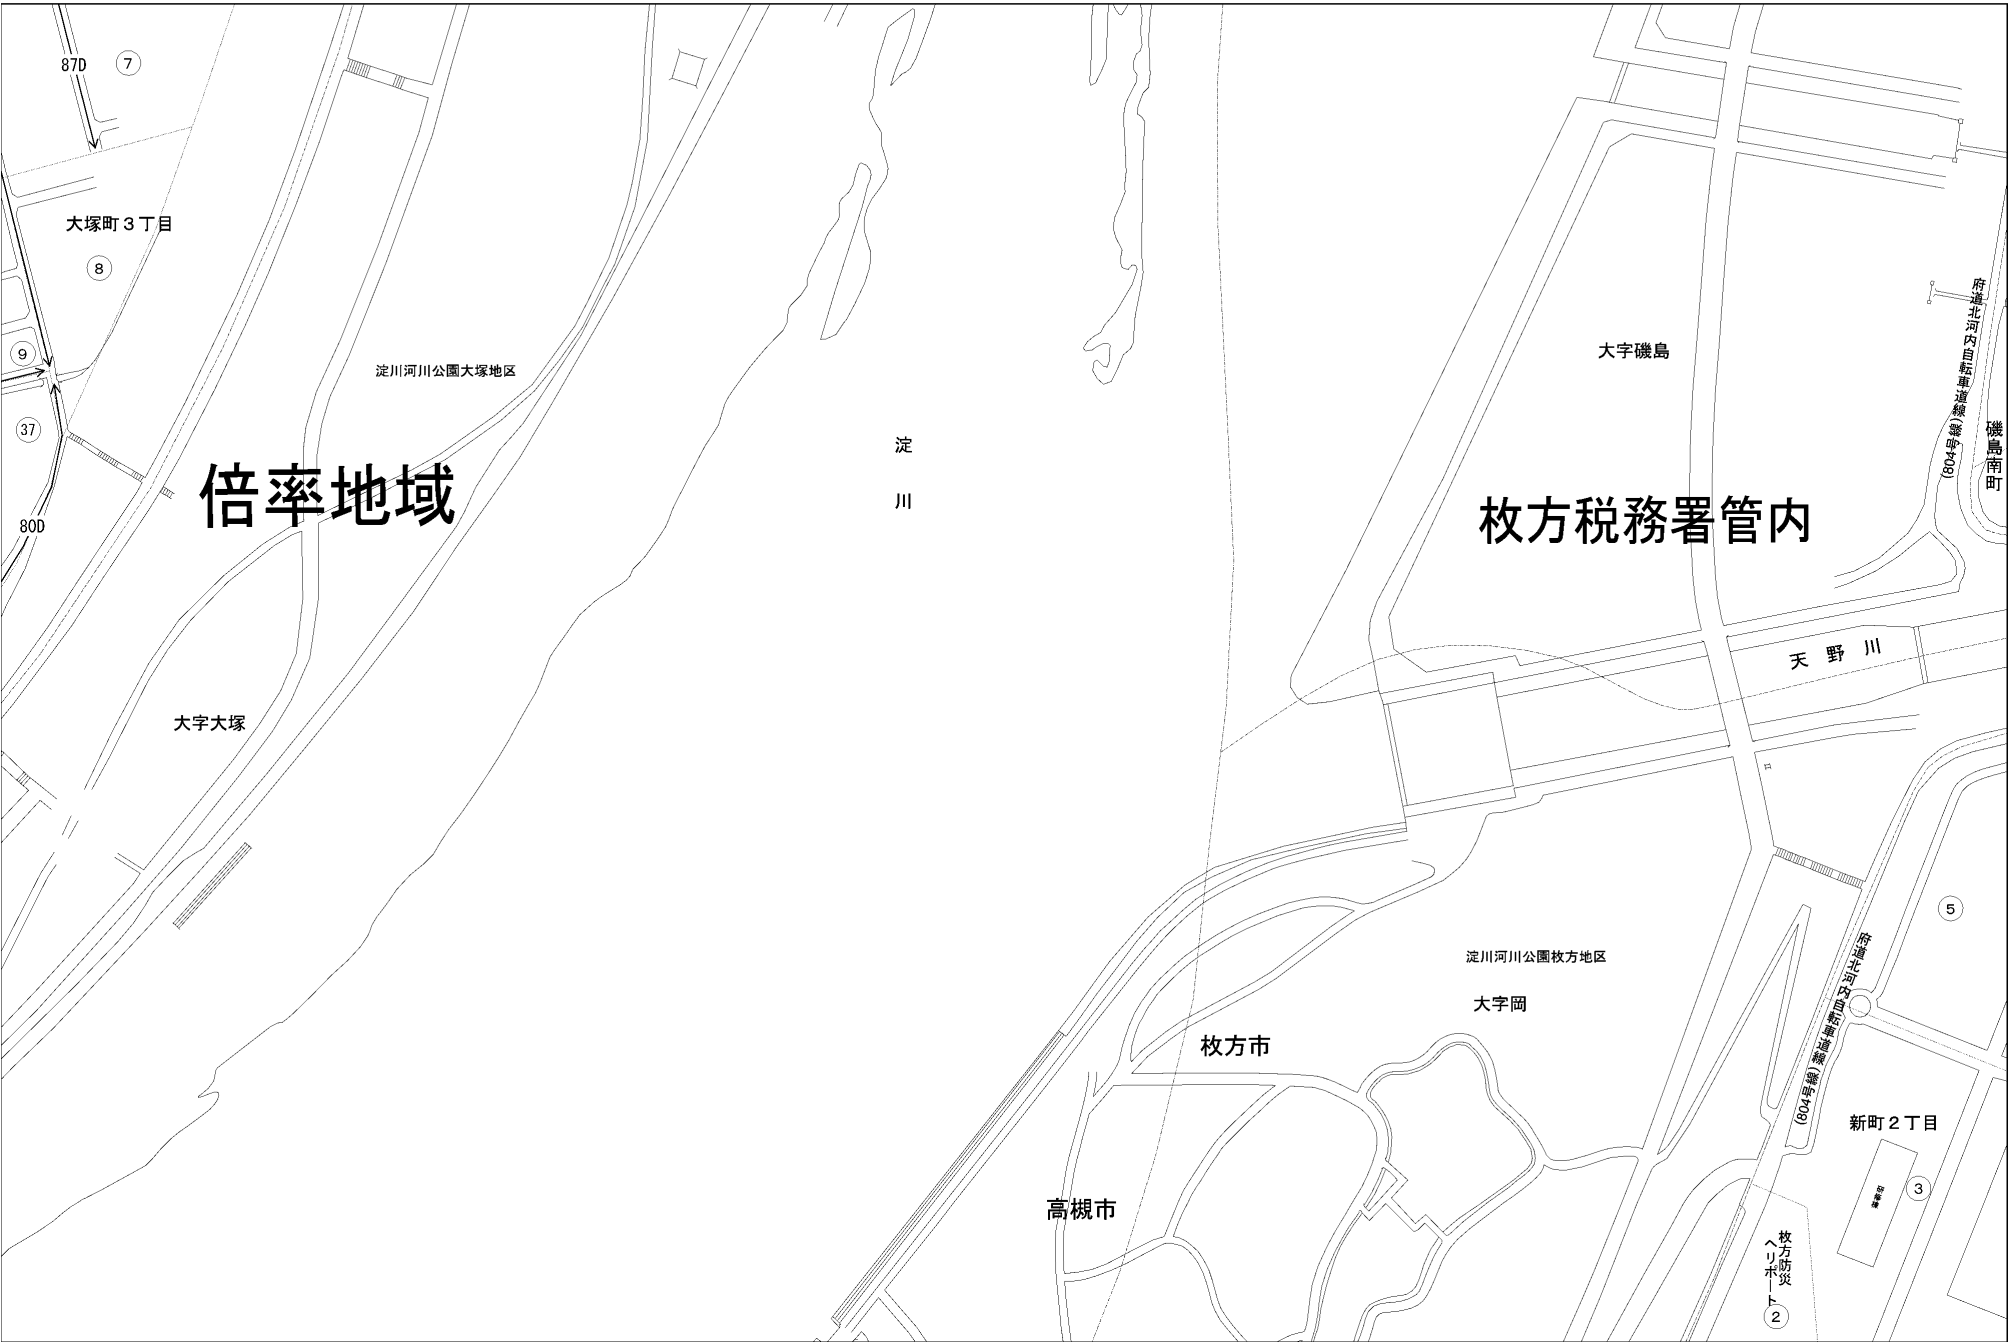 87D
7
大塚町3丁目
8
9
37
80D
淀川河川公園大塚地区
倍率地域
大字大塚
淀川
大字磯島
府道北河内自転車道線(804号線)
磯島南町
枚方税務署管内
天野川
5
淀川河川公園枚方地区
大字岡
府道北河内自転車道線(804号線)
枚方市
高槻市
新町2丁目
3
枚方防災
ヘリポート
2